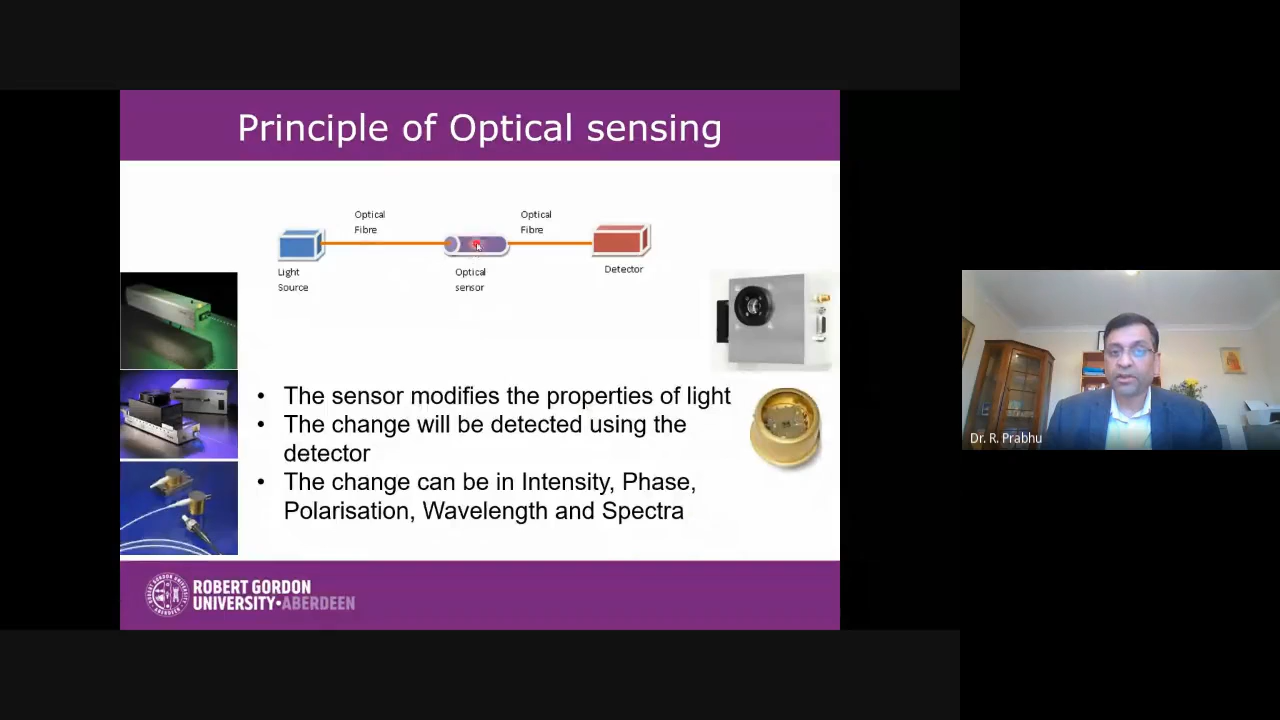 Principle of Optical sensing
Optical
Fibre
Optical
Fibre
Light
Source
Optical
sensor
Detector
• The sensor modifies the properties of light
• The change will be detected using the
detector
• The change can be in Intensity, Phase,
Polarisation, Wavelength and Spectra
ROBERT GORDON
UNIVERSITY•ABERDEEN
Dr. R. Prabhu